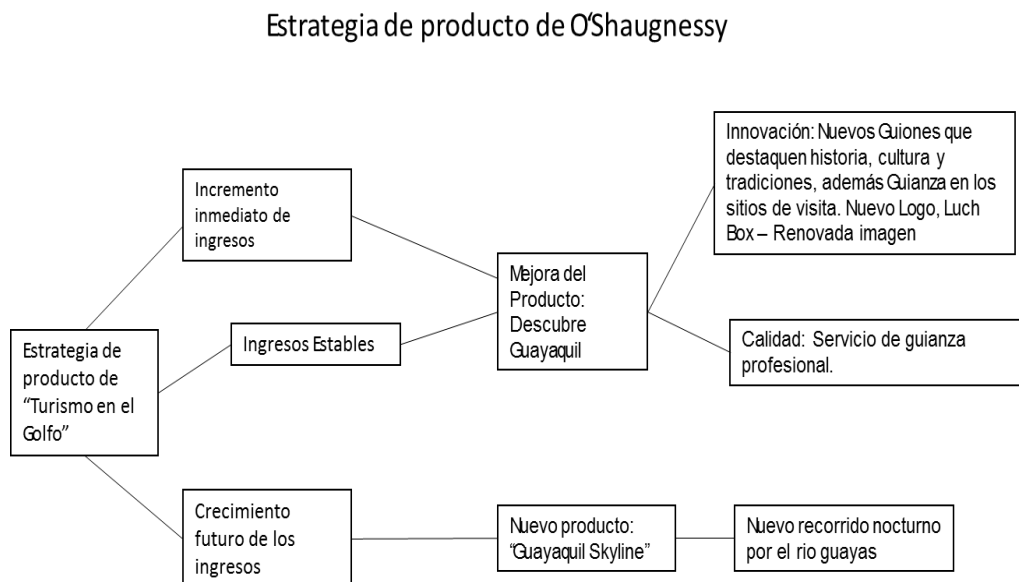 Estrategia de producto de O'Shaugnessy
Innovación: Nuevos Guiones que
destaquen historia, cultura y
tradiciones, además Guianza en los
sitios de visita. Nuevo Logo, Luch
Box – Renovada imagen
Incremento
inmediato de
ingresos
Mejora del
Producto:
Descubre
Guayaquil
Ingresos Estables
Calidad: Servicio de guianza
profesional.
Estrategia de
producto de
“Turismo en el
Golfo”
Crecimiento
futuro de los
ingresos
Nuevo producto:
“Guayaquil Skyline”
Nuevo recorrido nocturno
por el rio guayas